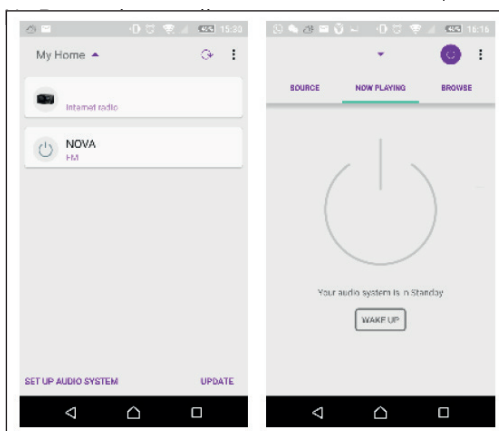 15:33
My Home
Internet radio
NOVA
FM
SET UP AUDIO SYSTEM
UPDATE
16:16
SOURCE
NOW PLAYING
BROWSE
Your audio system is in Standby
WAKE UP